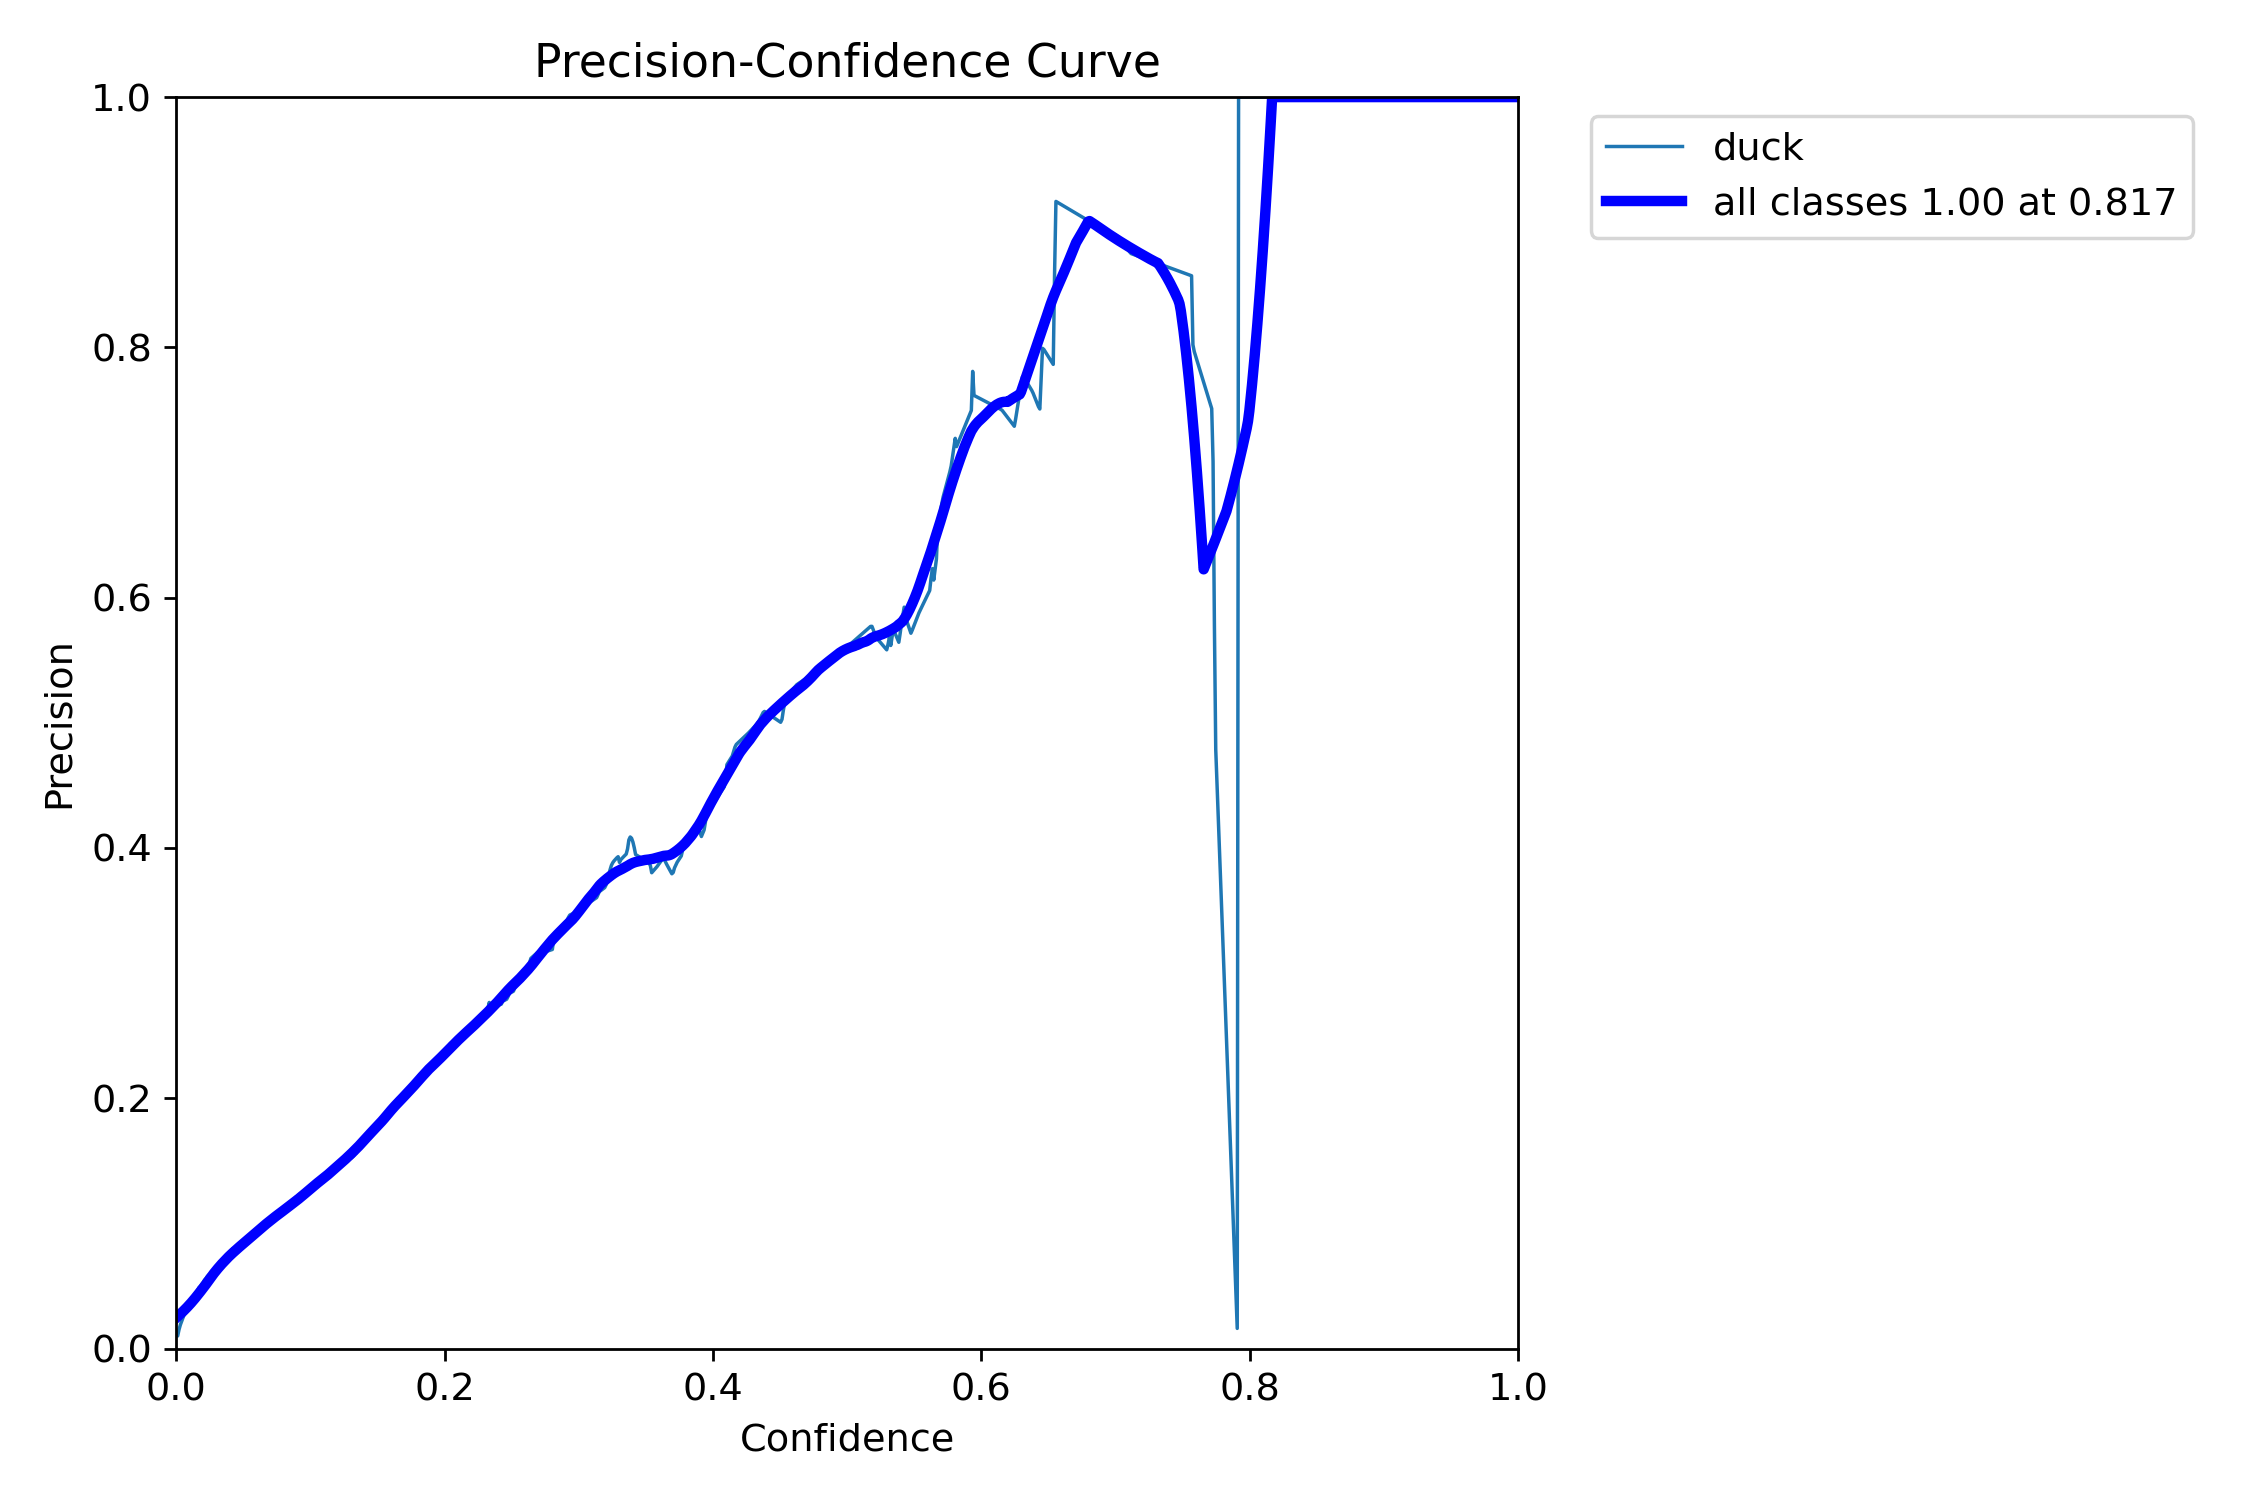 Precision-Confidence Curve
1.0
0.8
0.6
0.4
0.2
0.0
Precision
0.0 0.2 0.4 0.6 0.8 1.0
Confidence
duck
all classes 1.00 at 0.817